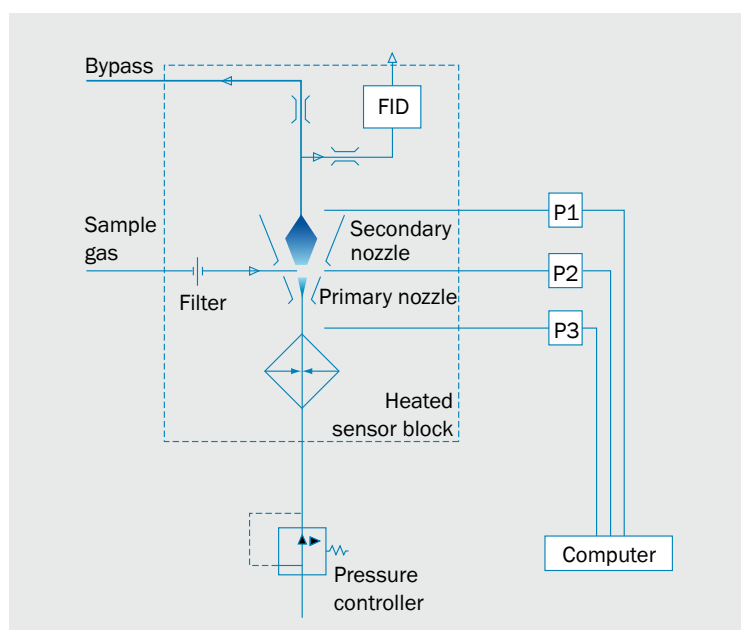 Bypass
FID
Sample
gas
Filter
Secondary
nozzle
Primary nozzle
P1
P2
P3
Heated
sensor block
Pressure
controller
Computer